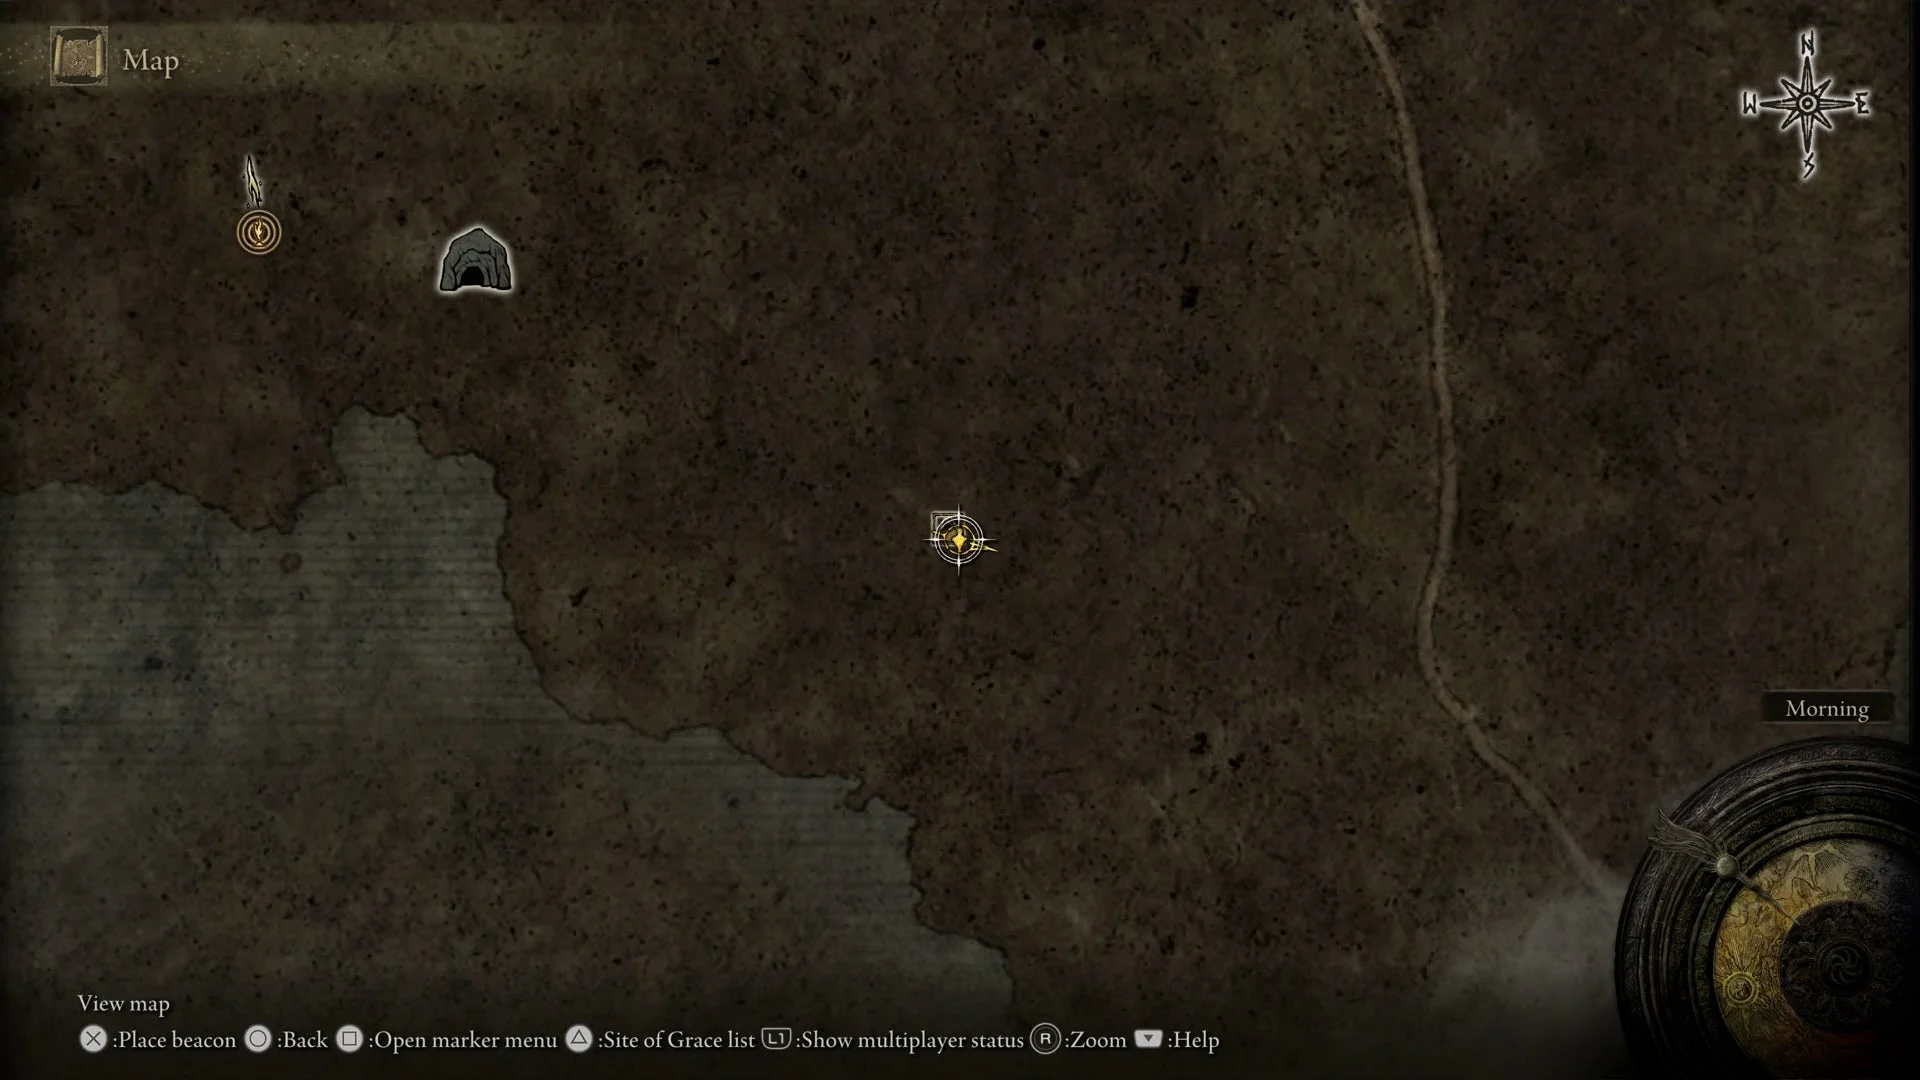 Map
N
W E
S
Morning
View map
:Place beacon :Back :Open marker menu :Site of Grace list L1 :Show multiplayer status R :Zoom :Help